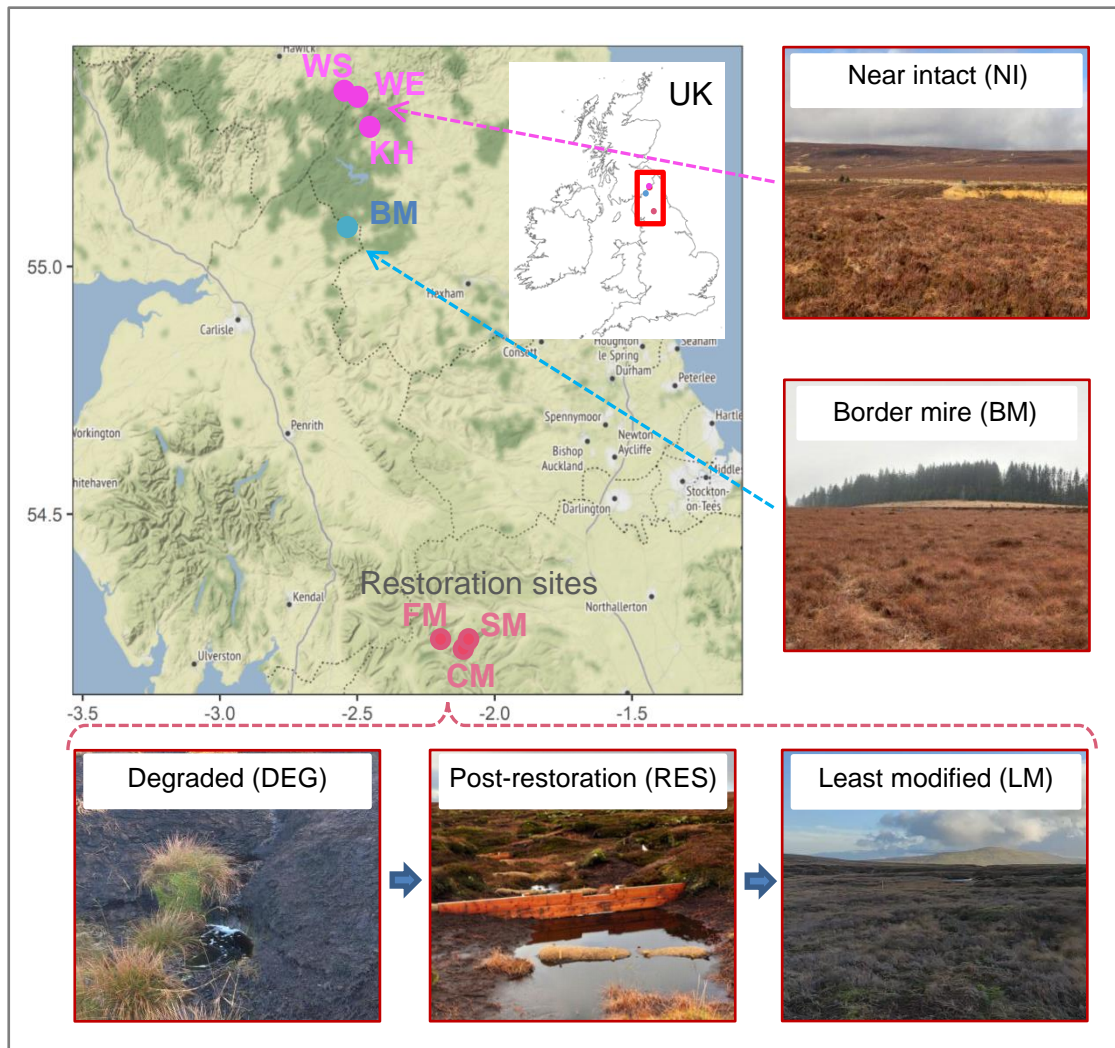 Hawick
WS
WE
KH
BM
UK
Near intact (NI)
55.0
Hexham
Carlisle
Consett
Houghton
le Spring
Seaham
Durham
Peterlee
Border mire (BM)
Workington
Penrith
Spennymoor
Bishop
Auckland
Newton
Aycliffe
Hartle
Middles
Stockton-
on-Tees
Darlington
54.5
Whitehaven
Restoration sites
Kendal
FM
SM
CM
Northallerton
Ulverston
-3.5
-3.0
-2.5
-2.0
-1.5
Degraded (DEG)
Post-restoration (RES)
Least modified (LM)